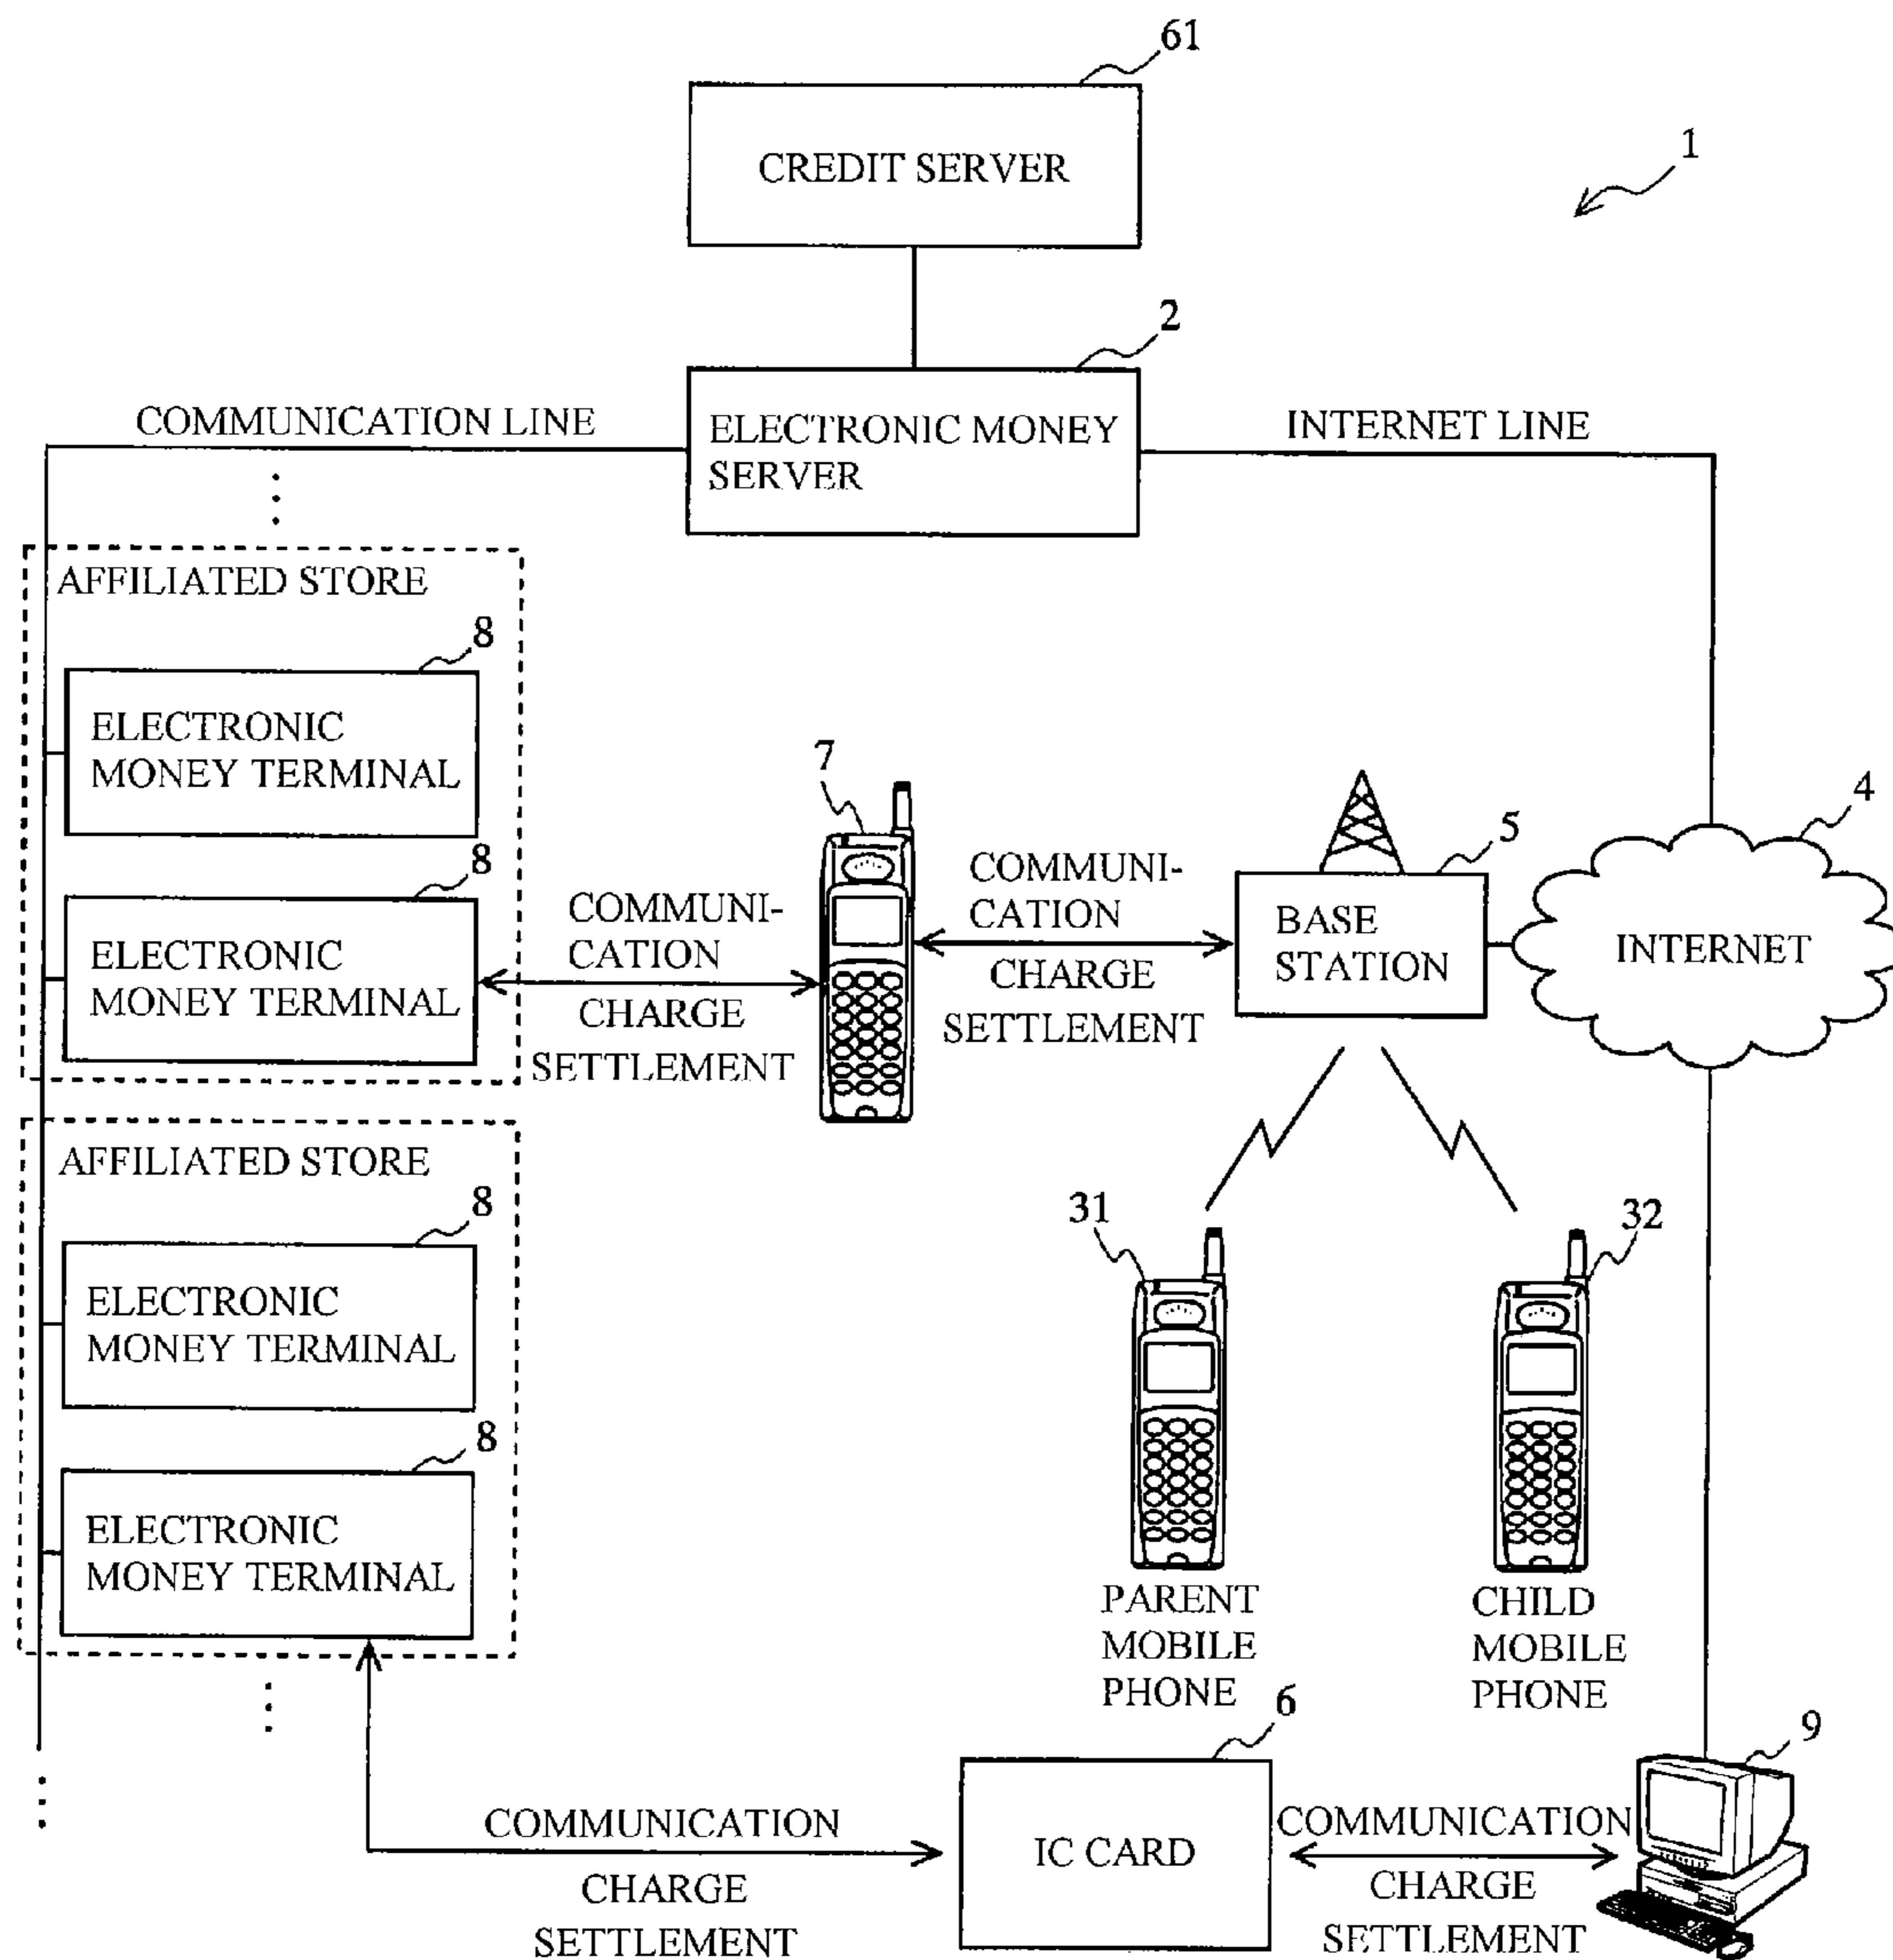 61
CREDIT SERVER
1
2
COMMUNICATION LINE
ELECTRONIC MONEY
SERVER
INTERNET LINE
AFFILIATED STORE
8
ELECTRONIC
MONEY TERMINAL
8
ELECTRONIC
MONEY TERMINAL
COMMUNI-
CATION
CHARGE
SETTLEMENT
7
COMMUNI-
CATION
CHARGE
SETTLEMENT
5
BASE
STATION
4
INTERNET
AFFILIATED STORE
8
ELECTRONIC
MONEY TERMINAL
8
ELECTRONIC
MONEY TERMINAL
31
PARENT
MOBILE
PHONE
32
CHILD
MOBILE
PHONE
COMMUNICATION
CHARGE
SETTLEMENT
6
IC CARD
COMMUNICATION
CHARGE
SETTLEMENT
9